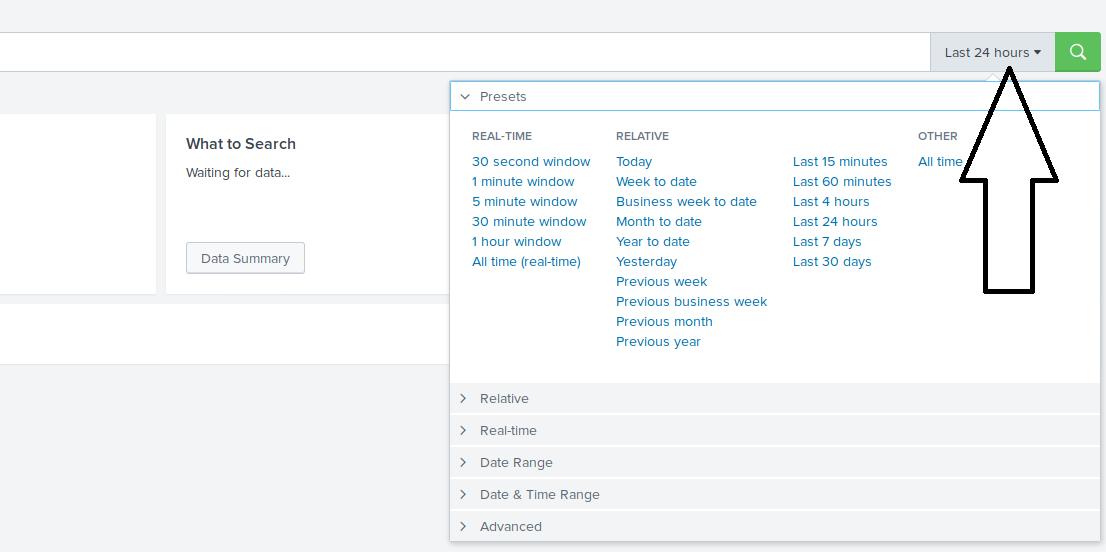 Last 24 hours
Presets
What to Search
Waiting for data...
Data Summary
REAL-TIME
30 second window
1 minute window
5 minute window
30 minute window
1 hour window
All time (real-time)
RELATIVE
Today
Week to date
Business week to date
Month to date
Year to date
Yesterday
Previous week
Previous business week
Previous month
Previous year
Last 15 minutes
Last 60 minutes
Last 4 hours
Last 24 hours
Last 7 days
Last 30 days
OTHER
All time
Relative
Real-time
Date Range
Date & Time Range
Advanced